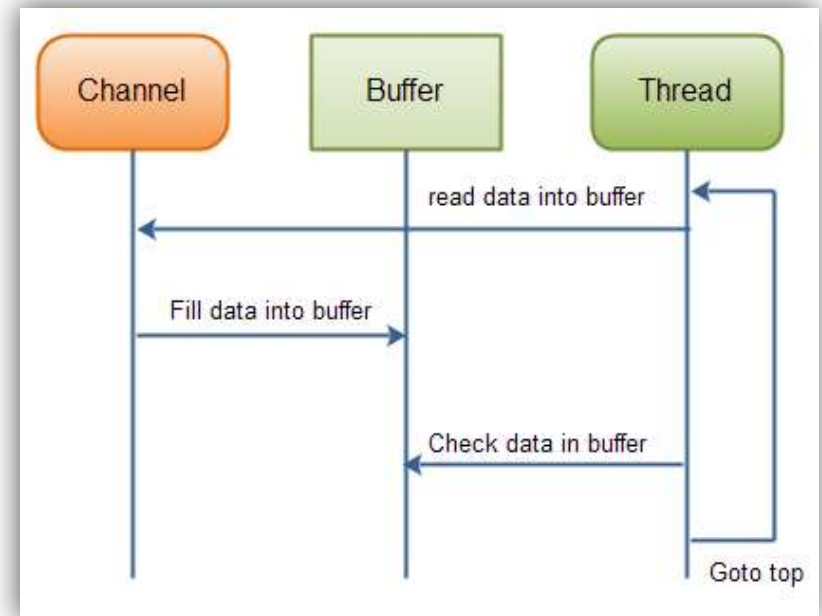 Channel
Buffer
Thread
read data into buffer
Fill data into buffer
Check data in buffer
Goto top